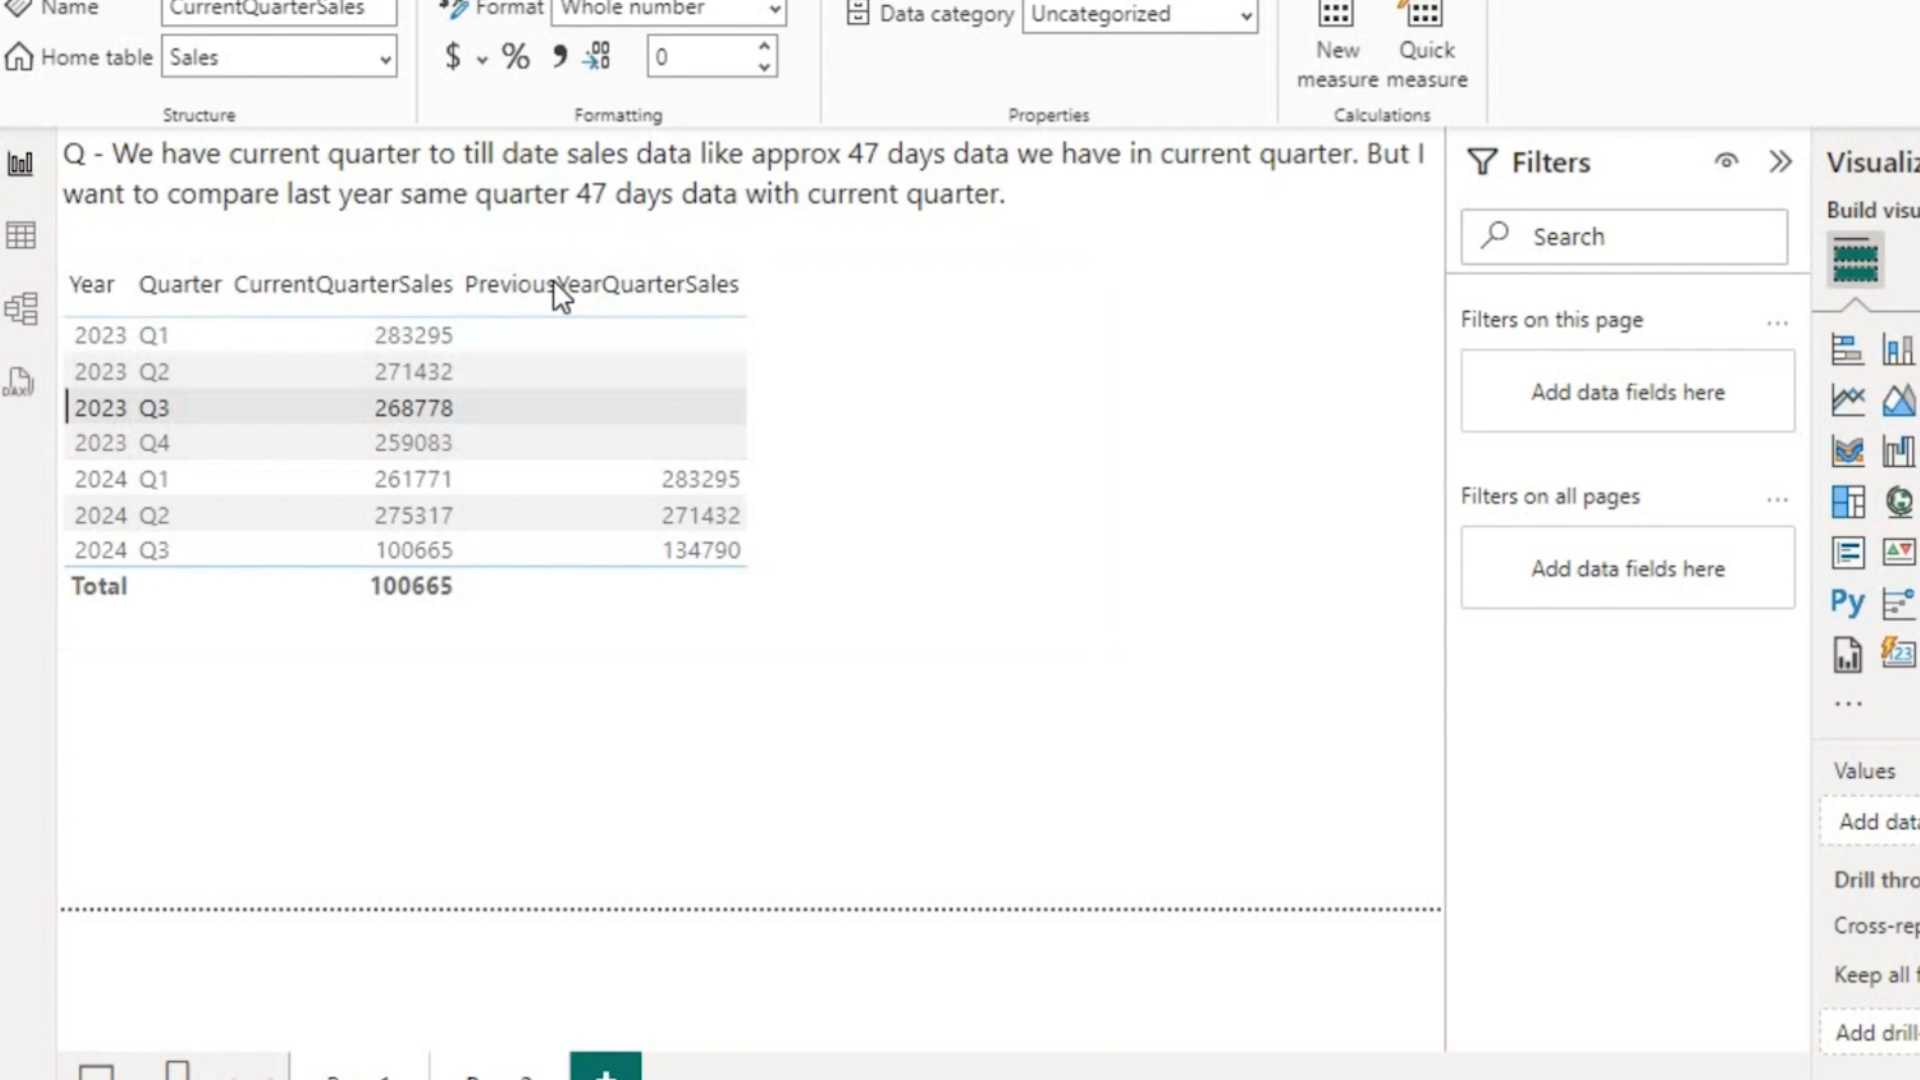 Name CurrentQuarterSales Format Whole number Data category Uncategorized New measure Quick measure
Home table Sales $ % 0
Structure Formatting Properties Calculations
Q - We have current quarter to till date sales data like approx 47 days data we have in current quarter. But I
want to compare last year same quarter 47 days data with current quarter.
Year Quarter CurrentQuarterSales PreviousYearQuarterSales
2023 Q1 283295
2023 Q2 271432
2023 Q3 268778
2023 Q4 259083
2024 Q1 261771 283295
2024 Q2 275317 271432
2024 Q3 100665 134790
Total 100665
DAX
Filters
Search
Filters on this page ...
Add data fields here
Filters on all pages ...
Add data fields here
Visualiz
Build visu
Py
123
...
Values
Add data
Drill thro
Cross-rep
Keep all f
Add drill-